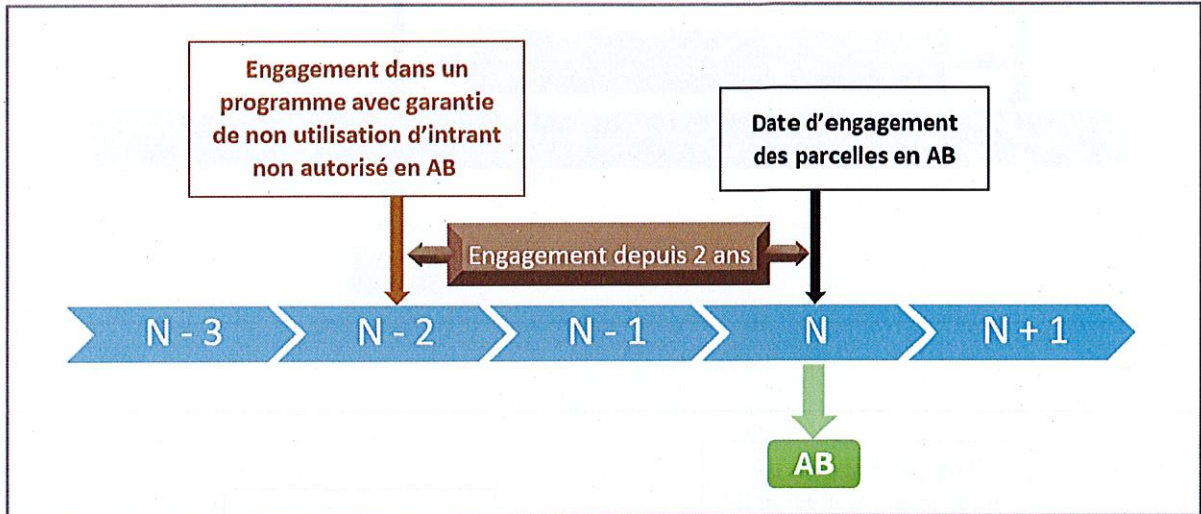 Engagement dans un
programme avec garantie
de non utilisation d'intrant
non autorisé en AB
Date d'engagement
des parcelles en AB
Engagement depuis 2 ans
N - 3
N - 2
N - 1
N
N + 1
AB